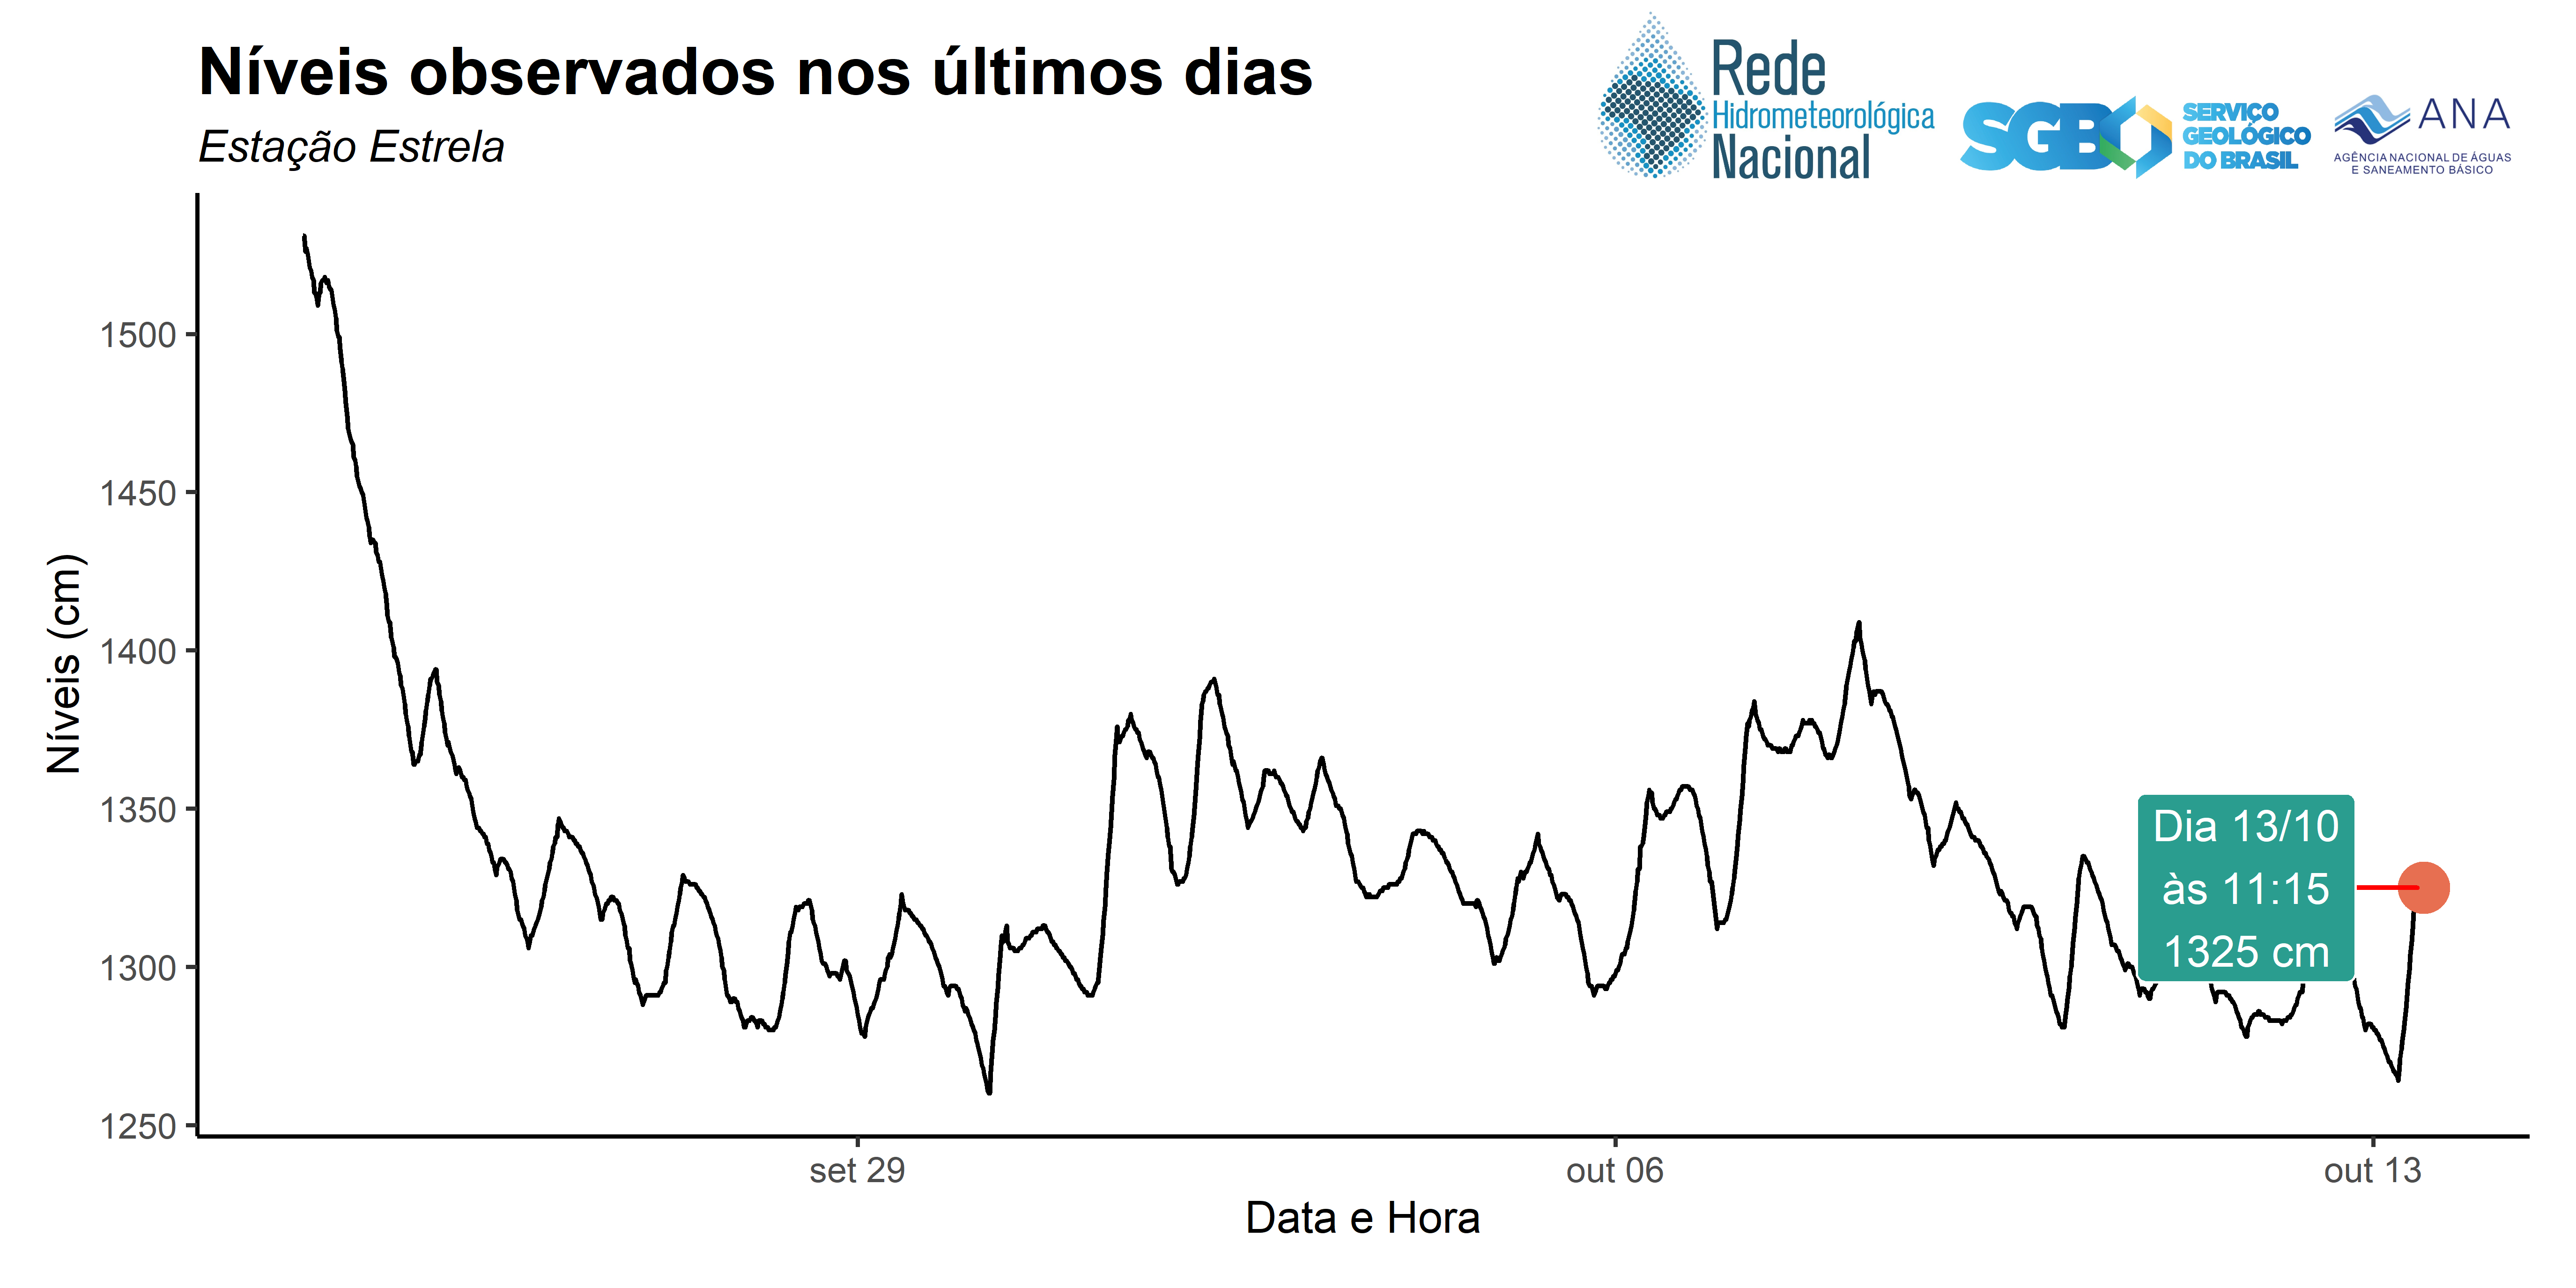 Níveis observados nos últimos dias
Estação Estrela
Rede
Hidrometeorológica
Nacional
SGB
SERVIÇO
GEOLÓGICO
DO BRASIL
ANA
AGÊNCIA NACIONAL DE ÁGUAS
E SANEAMENTO BÁSICO
Níveis (cm)
1500
1450
1400
1350
1300
1250
Dia 13/10
às 11:15
1325 cm
set 29
out 06
out 13
Data e Hora